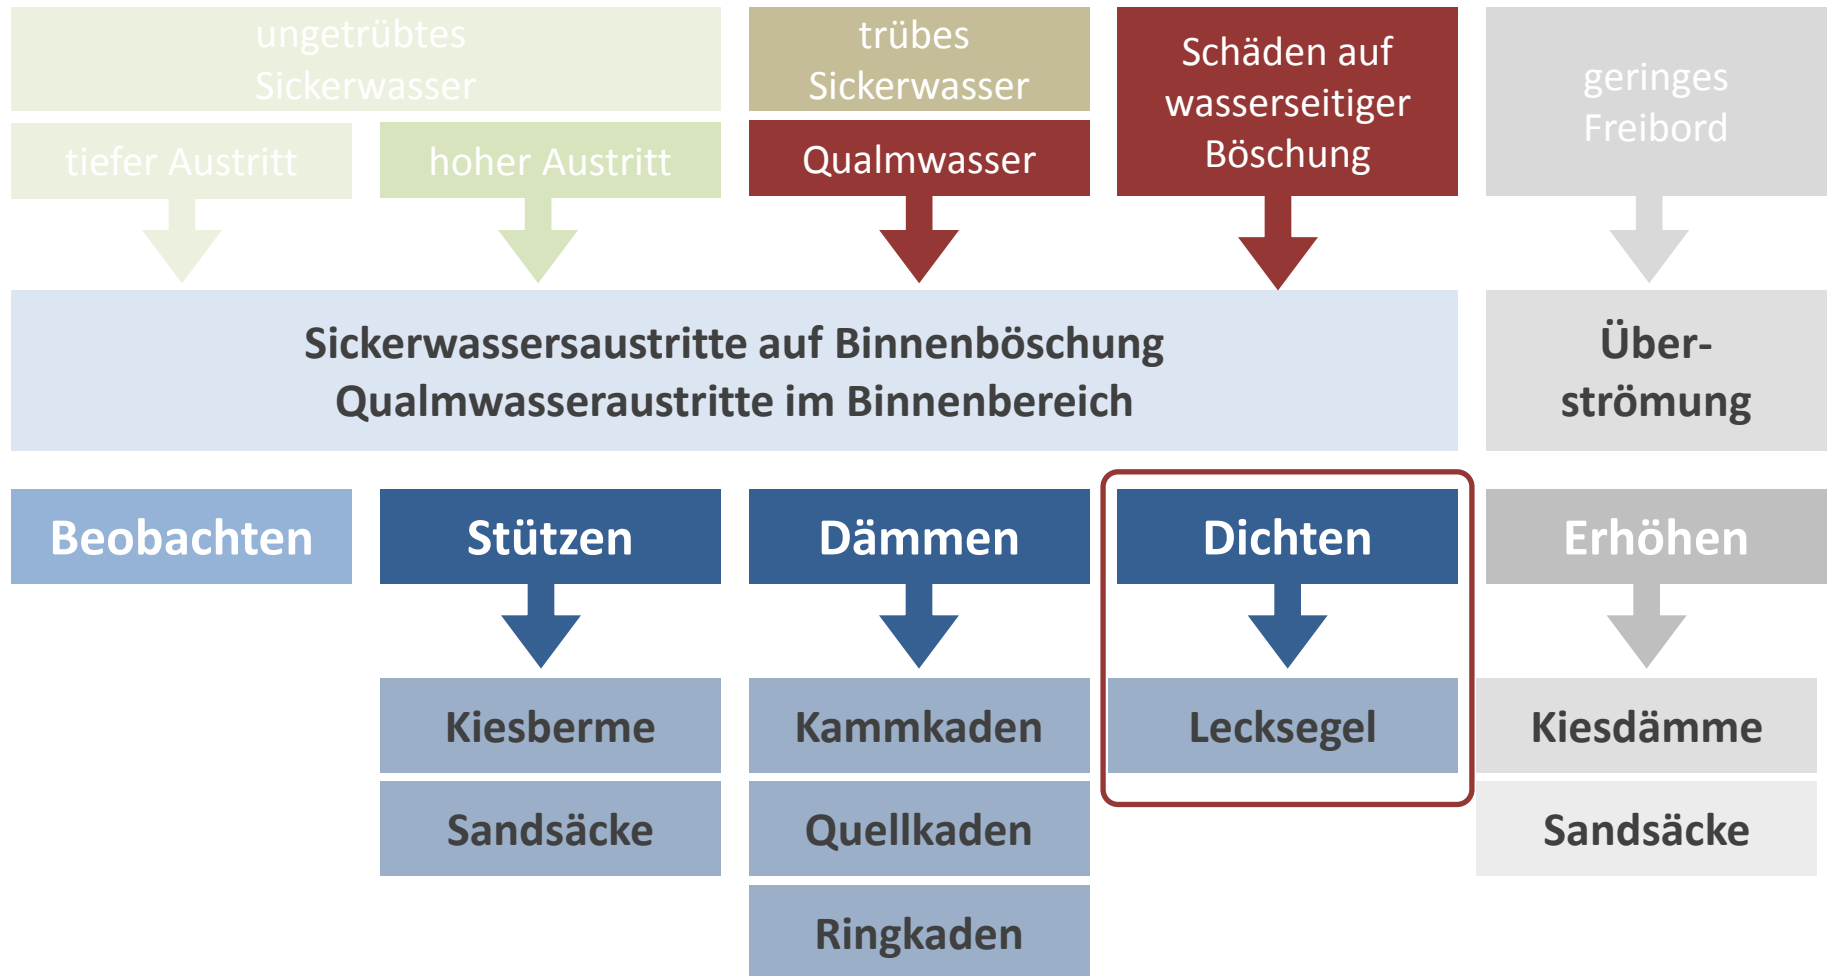 ungetrübtes
Sickerwasser
tiefer Austritt
hoher Austritt
trübes
Sickerwasser
Qualmwasser
Schäden auf
wasserseitiger
Böschung
geringes
Freibord
Sickerwassersaustritte auf Binnenböschung
Qualmwasseraustritte im Binnenbereich
Über-
strömung
Beobachten
Stützen
Dämmen
Dichten
Erhöhen
Kiesberme
Kammkaden
Lecksegel
Kiesdämme
Sandsäcke
Quellkaden
Sandsäcke
Ringkaden